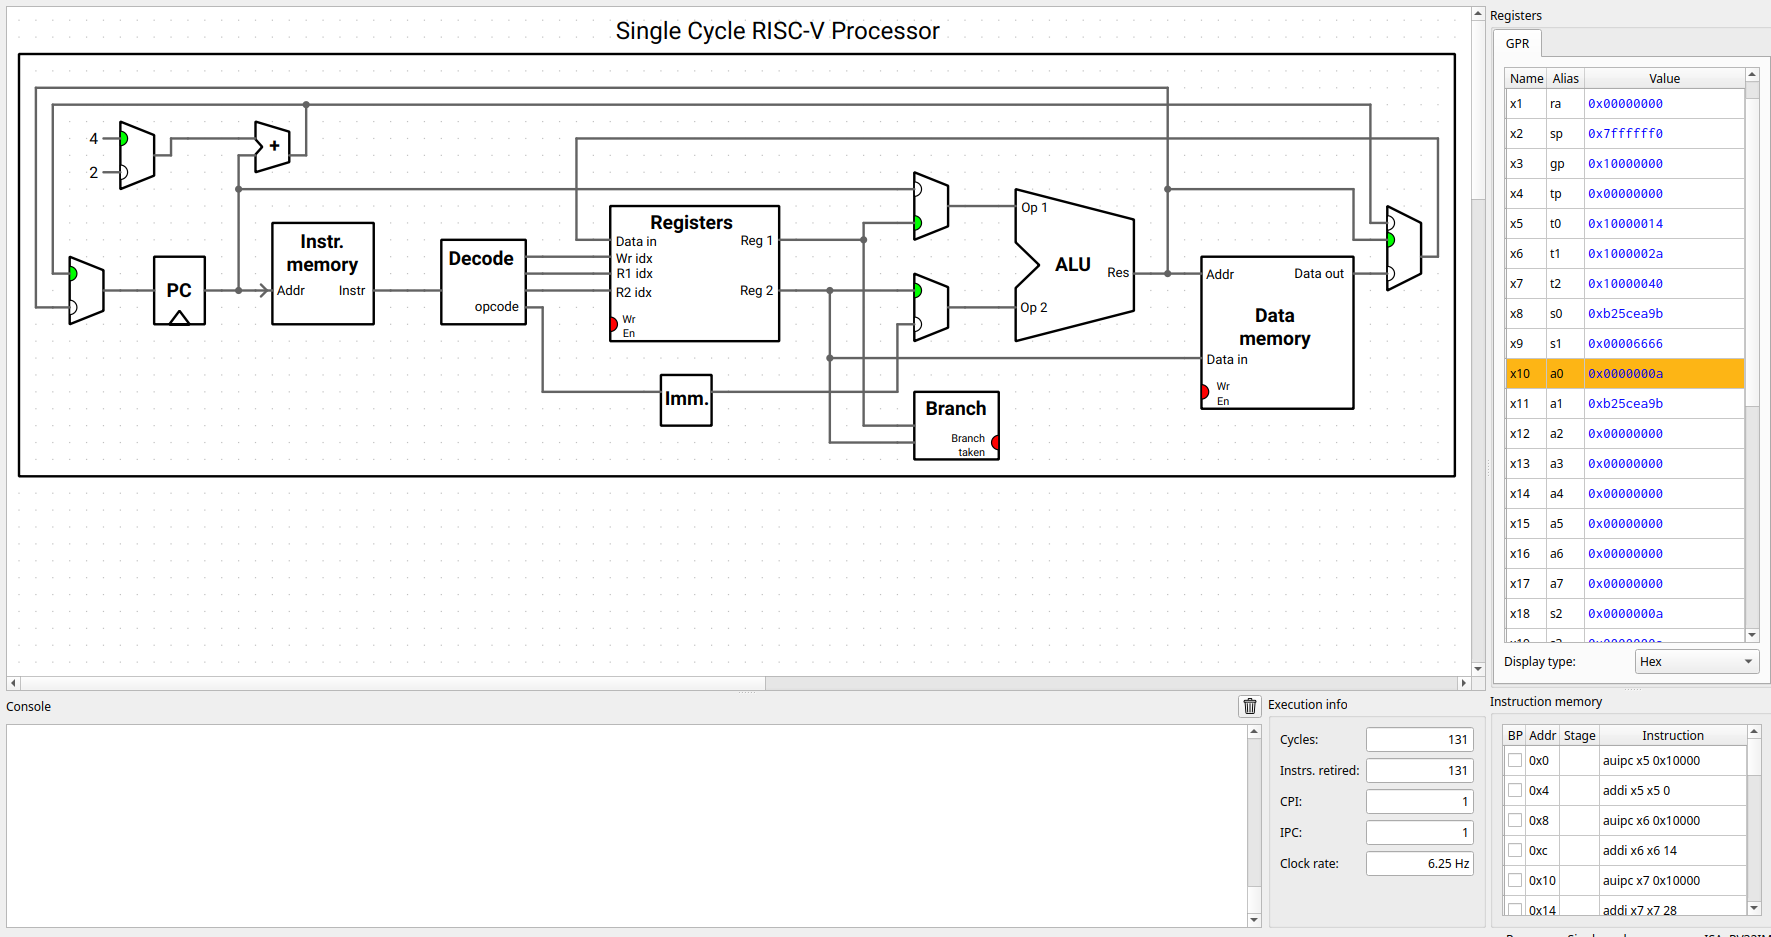 Single Cycle RISC-V Processor
4
2
+
PC
Instr. memory
Addr
Instr
Decode
opcode
Registers
Data in
Wr idx
R1 idx
R2 idx
Wr En
Reg 1
Reg 2
Imm.
Branch
Branch taken
Op 1
Op 2
ALU
Res
Addr
Data out
Data memory
Data in
Wr En
Registers
GPR
Name Alias Value
x1 ra 0x00000000
x2 sp 0x7ffffff0
x3 gp 0x10000000
x4 tp 0x00000000
x5 t0 0x10000014
x6 t1 0x1000002a
x7 t2 0x10000040
x8 s0 0xb25cea9b
x9 s1 0x00006666
x10 a0 0x0000000a
x11 a1 0xb25cea9b
x12 a2 0x00000000
x13 a3 0x00000000
x14 a4 0x00000000
x15 a5 0x00000000
x16 a6 0x00000000
x17 a7 0x00000000
x18 s2 0x0000000a
Display type: Hex
Console
Execution info
Cycles: 131
Instrs. retired: 131
CPI: 1
IPC: 1
Clock rate: 6.25 Hz
Instruction memory
BP Addr Stage Instruction
0x0 auipc x5 0x10000
0x4 addi x5 x5 0
0x8 auipc x6 0x10000
0xc addi x6 x6 14
0x10 auipc x7 0x10000
0x14 addi x7 x7 28